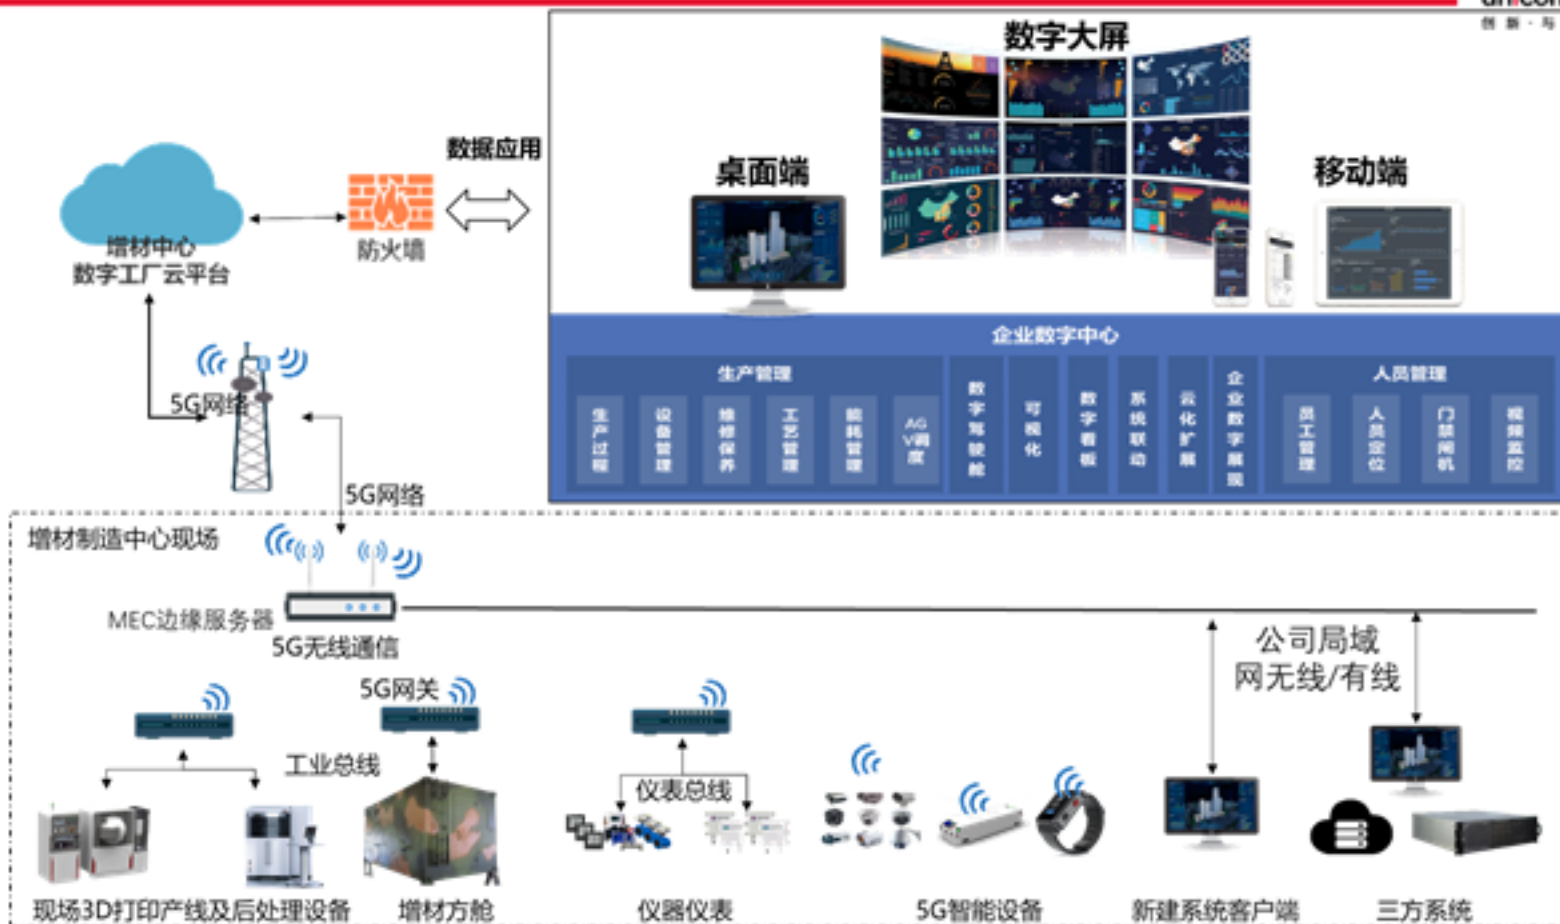 创 新 · 与
数字大屏
数据应用
桌面端
移动端
防火墙
增材中心
数字工厂云平台
企业数字中心
生产管理
人员管理
生产过程
设备管理
维修保养
工艺管理
能耗管理
AGV调度
数字驾驶舱
可视化
数字看板
系统联动
云化扩展
企业数字展现
员工管理
人员定位
门禁闸机
视频监控
5G网络
5G网络
增材制造中心现场
MEC边缘服务器
5G无线通信
公司局域
网无线/有线
5G网关
工业总线
仪表总线
现场3D打印产线及后处理设备
增材方舱
仪器仪表
5G智能设备
新建系统客户端
三方系统